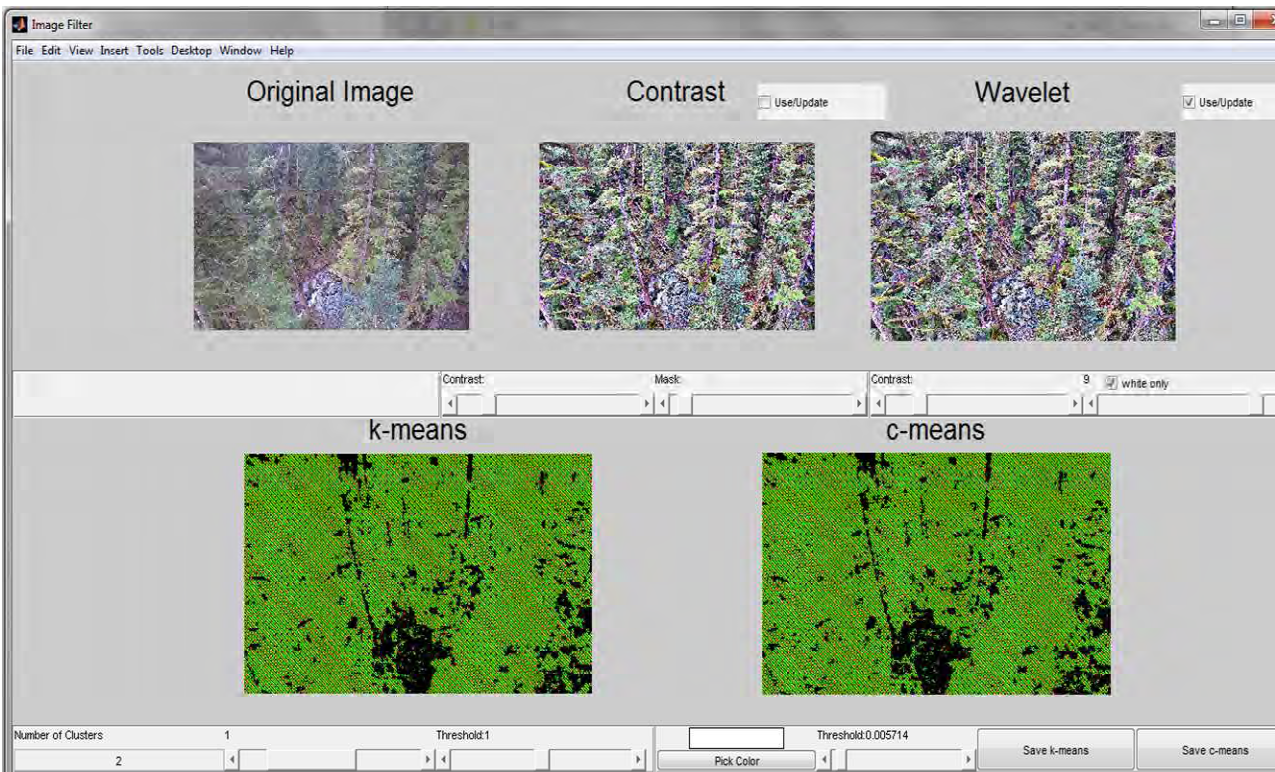 Image Filter
File Edit View Insert Tools Desktop Window Help
Original Image
Contrast
Use/Update
Wavelet
Use/Update
Contrast:
Mask:
Contrast:
9
white only
k-means
c-means
Number of Clusters
1
Threshold:1
Threshold:0.005714
2
Pick Color
Save k-means
Save c-means